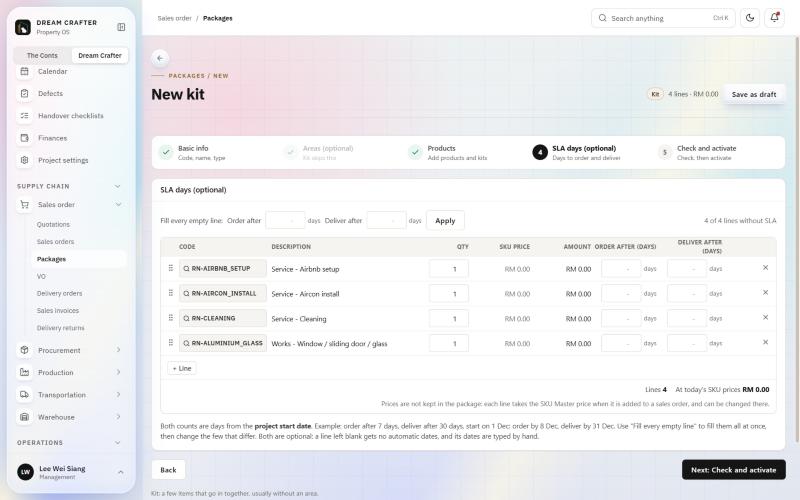 DREAM CRAFTER
Property OS
The Conts
Dream Crafter
Calendar
Defects
Handover checklists
Finances
Project settings
SUPPLY CHAIN
Sales order
Quotations
Sales orders
Packages
VO
Delivery orders
Sales invoices
Delivery returns
Procurement
Production
Transportation
Warehouse
OPERATIONS
LW
Lee Wei Siang
Management
Sales order / Packages
Search anything
Ctrl K
PACKAGES / NEW
New kit
Kit
4 lines · RM 0.00
Save as draft
Basic info
Code, name, type
Areas (optional)
Kit skips this
Products
Add products and kits
4
SLA days (optional)
Days to order and deliver
5
Check and activate
Check, then activate
SLA days (optional)
Fill every empty line: Order after - days Deliver after - days Apply
4 of 4 lines without SLA
CODE DESCRIPTION QTY SKU PRICE AMOUNT ORDER AFTER (DAYS) DELIVER AFTER (DAYS)
RN-AIRBNB_SETUP Service - Airbnb setup 1 RM 0.00 RM 0.00 - days - days
RN-AIRCON_INSTALL Service - Aircon install 1 RM 0.00 RM 0.00 - days - days
RN-CLEANING Service - Cleaning 1 RM 0.00 RM 0.00 - days - days
RN-ALUMINIUM_GLASS Works - Window / sliding door / glass 1 RM 0.00 RM 0.00 - days - days
+ Line
Lines 4 At today's SKU prices RM 0.00
Prices are not kept in the package: each line takes the SKU Master price when it is added to a sales order, and can be changed there.
Both counts are days from the project start date. Example: order after 7 days, deliver after 30 days, start on 1 Dec: order by 8 Dec, deliver by 31 Dec. Use "Fill every empty line" to fill them all at once,
then change the few that differ. Both are optional: a line left blank gets no automatic dates, and its dates are typed by hand.
Back
Next: Check and activate
Kit: a few items that go in together, usually without an area.